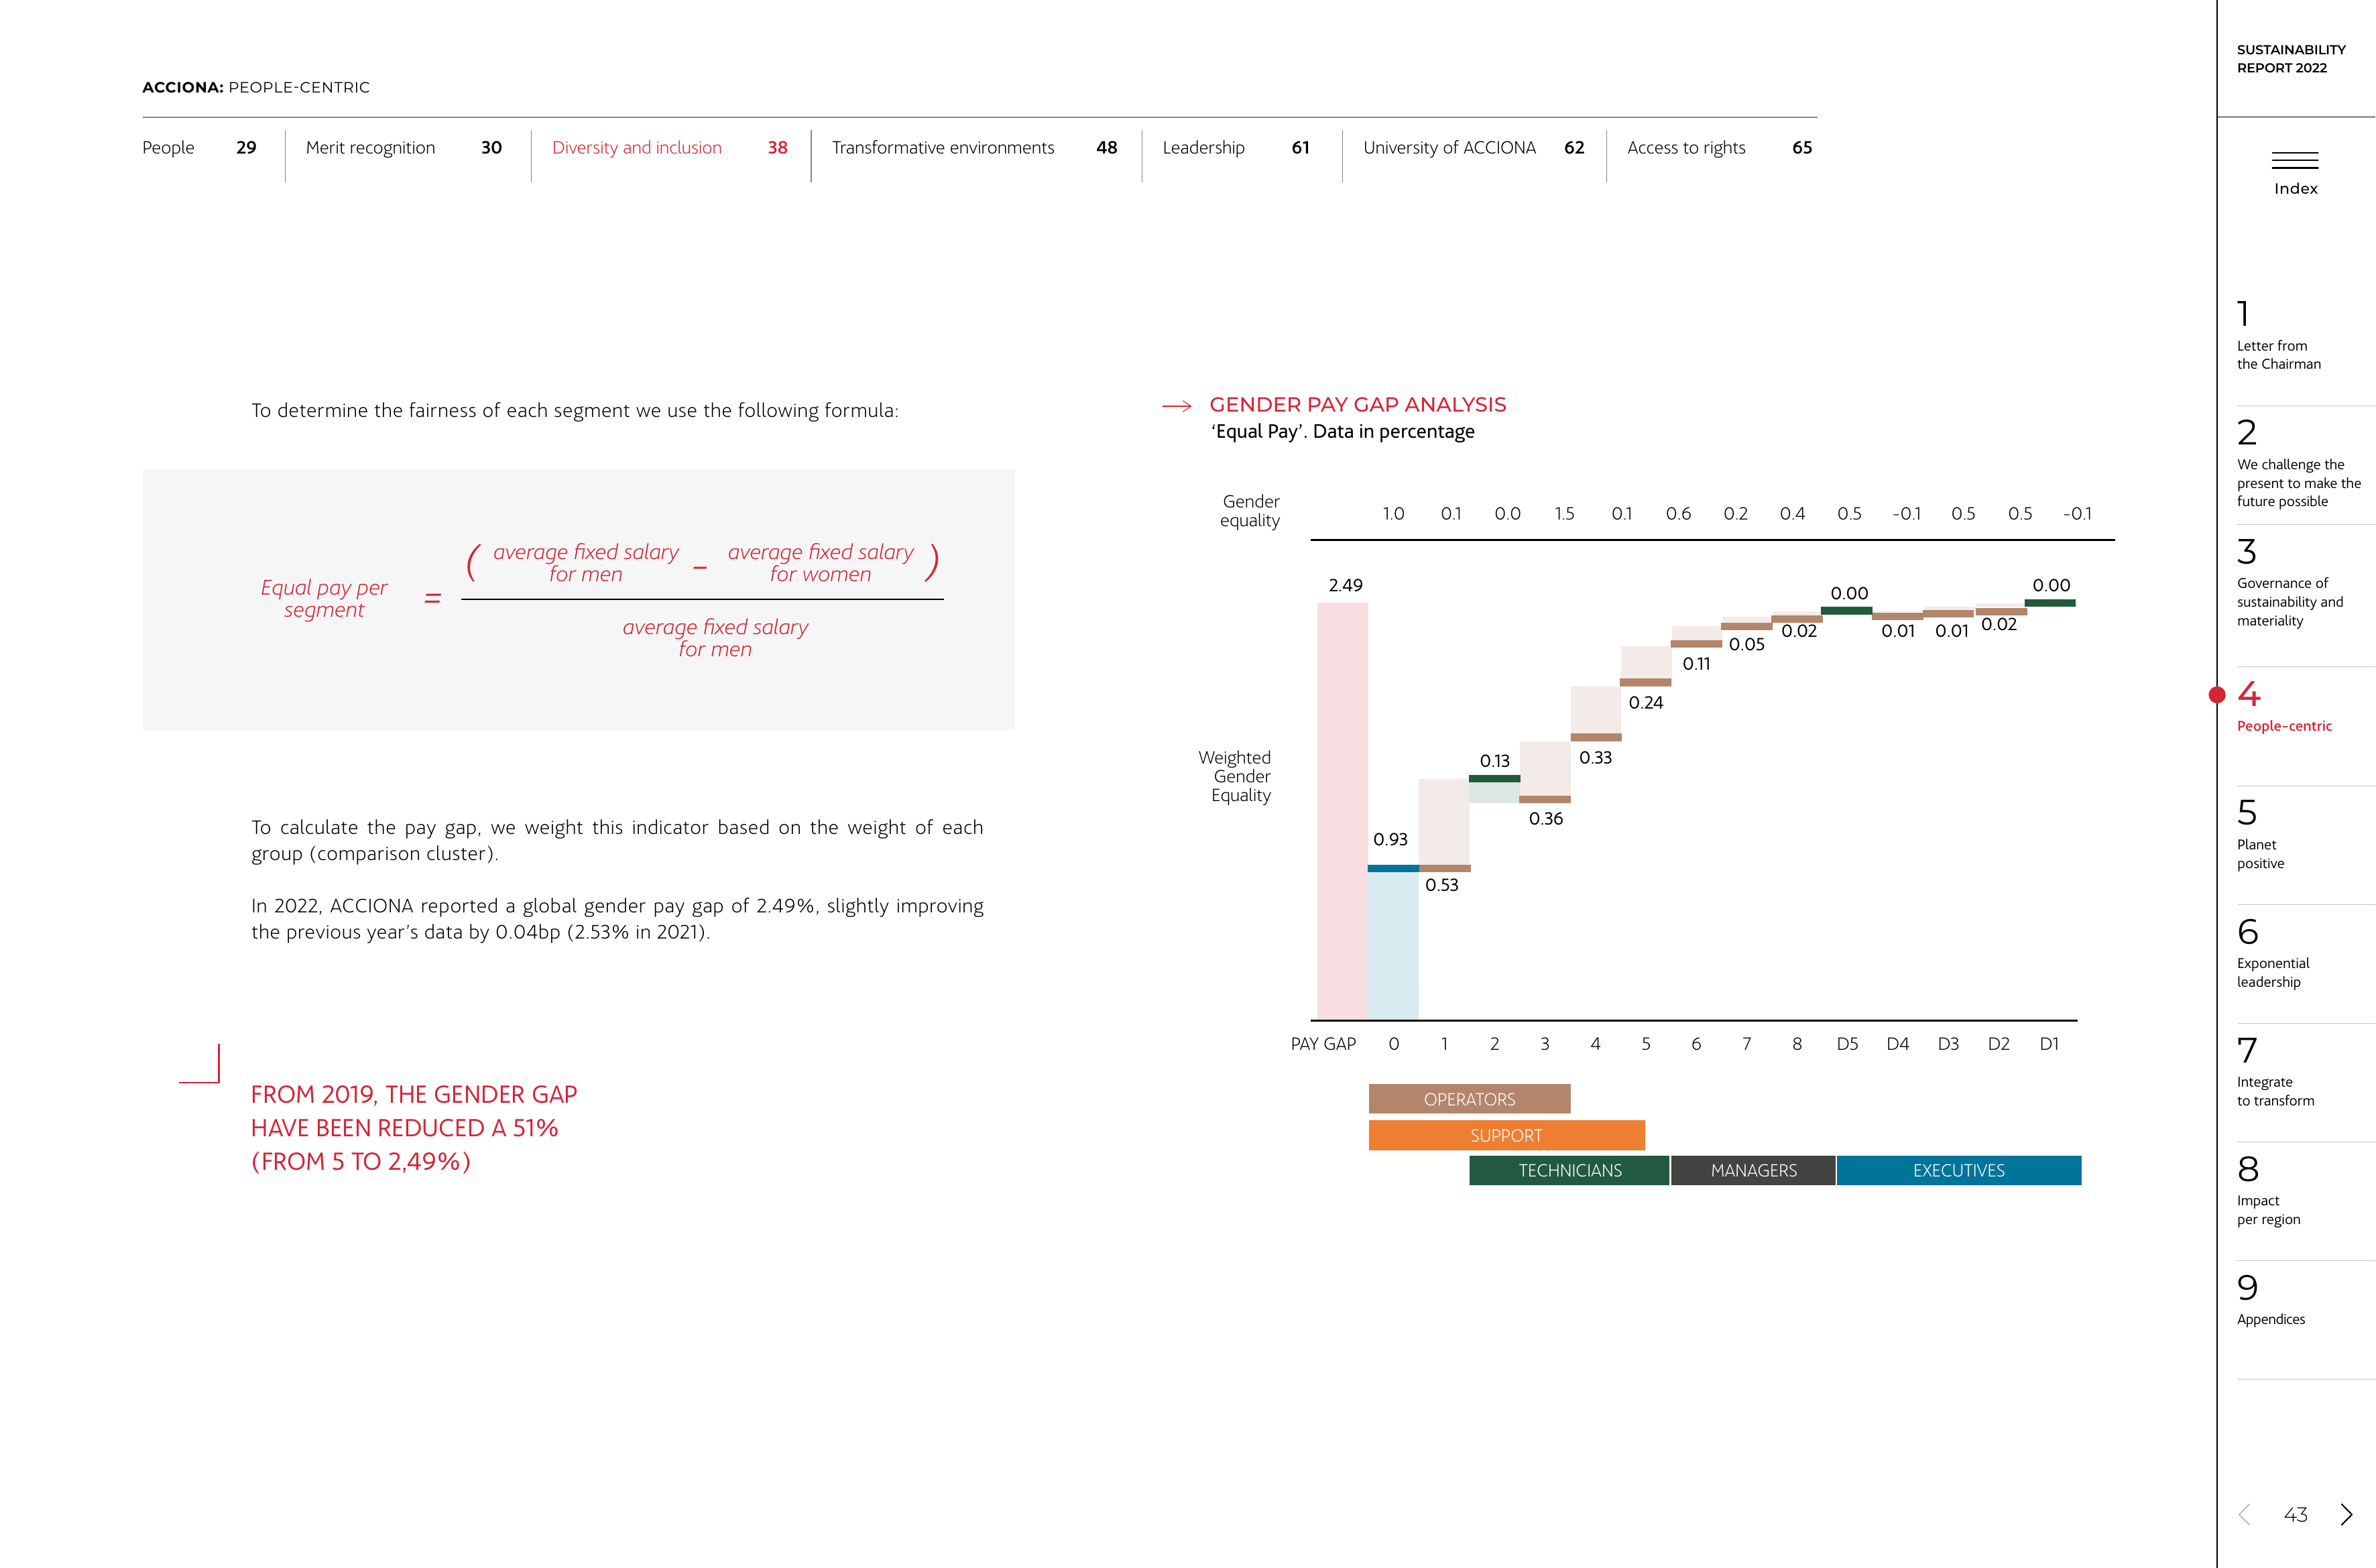 SUSTAINABILITY
REPORT 2022
ACCIONA: PEOPLE-CENTRIC
People 29 Merit recognition 30 Diversity and inclusion 38 Transformative environments 48 Leadership 61 University of ACCIONA 62 Access to rights 65
Index
To determine the fairness of each segment we use the following formula:
Equal pay per
segment
=
( average fixed salary
for men
–
average fixed salary
for women )
average fixed salary
for men
To calculate the pay gap, we weight this indicator based on the weight of each
group (comparison cluster).
In 2022, ACCIONA reported a global gender pay gap of 2.49%, slightly improving
the previous year’s data by 0.04bp (2.53% in 2021).
FROM 2019, THE GENDER GAP
HAVE BEEN REDUCED A 51%
(FROM 5 TO 2,49%)
→ GENDER PAY GAP ANALYSIS
‘Equal Pay’. Data in percentage
Gender
equality
1.0 0.1 0.0 1.5 0.1 0.6 0.2 0.4 0.5 -0.1 0.5 0.5 -0.1
Weighted
Gender
Equality
2.49
0.93
0.53
0.13
0.36
0.33
0.24
0.11
0.05
0.02
0.00
0.01
0.01
0.02
0.00
PAY GAP 0 1 2 3 4 5 6 7 8 D5 D4 D3 D2 D1
OPERATORS
SUPPORT
TECHNICIANS MANAGERS EXECUTIVES
1
Letter from
the Chairman
2
We challenge the
present to make the
future possible
3
Governance of
sustainability and
materiality
4
People-centric
5
Planet
positive
6
Exponential
leadership
7
Integrate
to transform
8
Impact
per region
9
Appendices
43